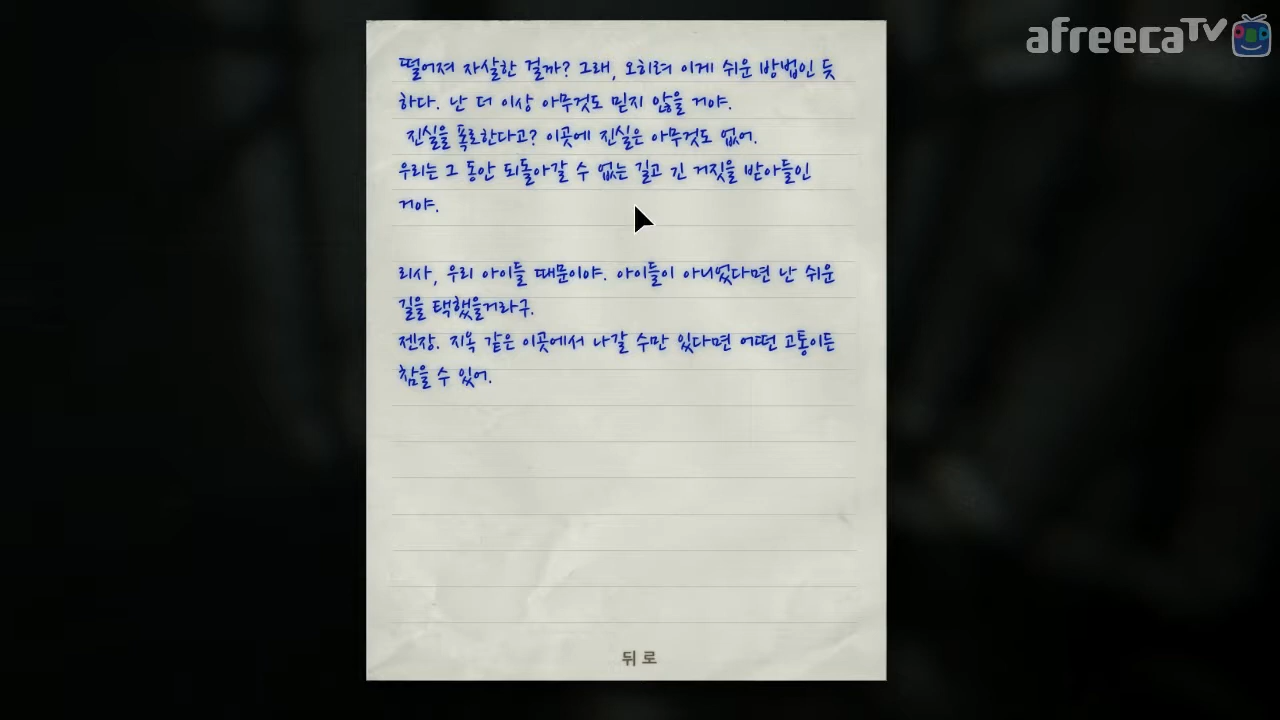 afreecaTV
떨어져 자살한 걸까? 그래, 오히려 이게 쉬운 방법인 듯
하다. 난 더 이상 아무것도 믿지 않을 거야.
진실을 폭로한다고? 이곳에 진실은 아무것도 없어.
우리는 그 동안 되돌아갈 수 없는 길고 긴 거짓을 받아들인
거야.
리사, 우리 아이들 때문이야. 아이들이 아니었다면 난 쉬운
길을 택했을거라구.
젠장. 지옥 같은 이곳에서 나갈 수만 있다면 어떤 고통이든
참을 수 있어.
뒤로